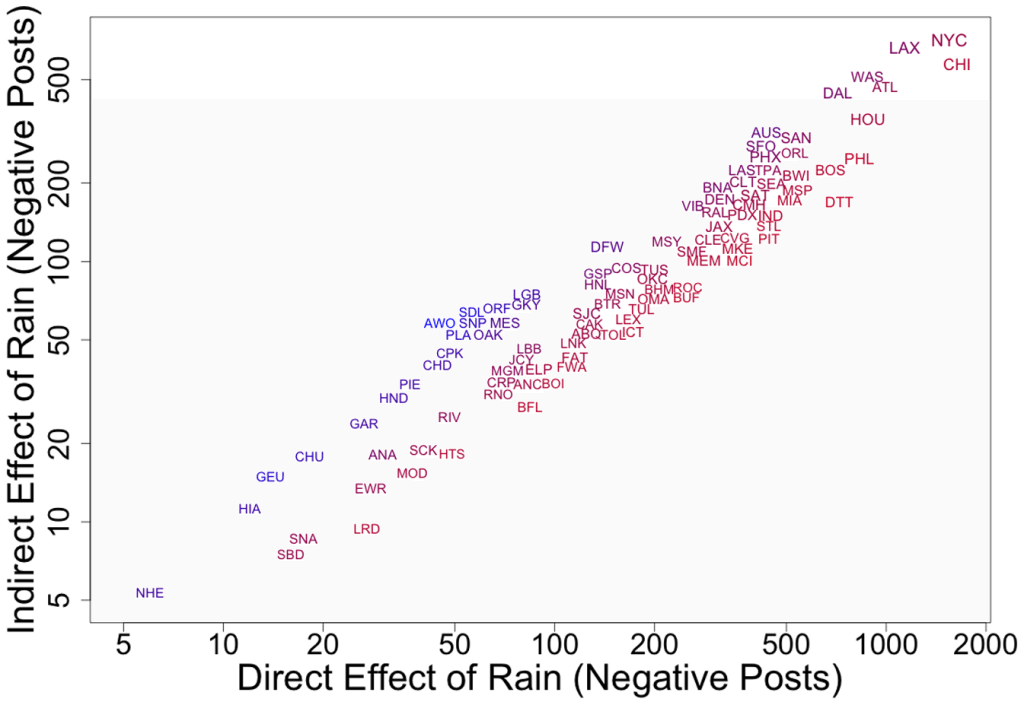 Indirect Effect of Rain (Negative Posts)
500
200
100
50
20
10
5
NYC
LAX
CHI
WAS
ATL
DAL
HOU
AUS
SAN
SFO
PHX
ORL
PHL
LAS
TPA
BOS
BWI
CLT
SEA
BNA
MSP
SAT
DEN
MIA
DTT
VIB
CMH
RAL
PDX
IND
JAX
STL
MSY
CLE
CVG
PIT
DFW
SME
MKE
MEM
MCI
GSP
COS
TUS
HNL
OKC
LGB
MSN
BHM
ROC
GKY
BTR
OMA
BUF
SDL
ORF
SJC
TUL
AWO
SNP
MES
CAK
LEX
PLA
OAK
ABQ
TOL
ICT
CPK
LBB
LNK
CHD
JCY
FAT
MGM
ELP
FWA
PIE
CRP
ANC
BOI
HND
RNO
BFL
GAR
RIV
CHU
ANA
SCK
HTS
GEU
MOD
EWR
HIA
LRD
SNA
SBD
NHE
5
10
20
50
100
200
500
1000
2000
Direct Effect of Rain (Negative Posts)